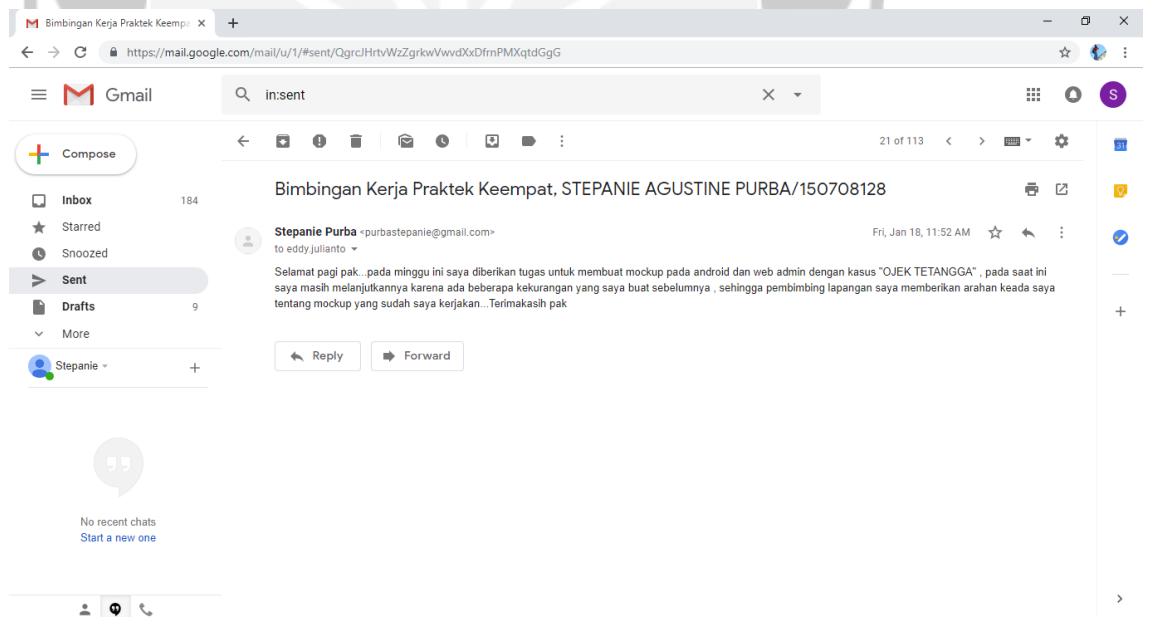 Bimbingan Kerja Praktek Keemp
https://mail.google.com/mail/u/1/#sent/QgrcJHrtvWzZgrkwVwvdXxDfrnPMXqtdGgG
Gmail
in:sent
S
Compose
21 of 113
31
Bimbingan Kerja Praktek Keempat, STEPANIE AGUSTINE PURBA/150708128
Inbox 184
Starred
Snoozed
Sent
Drafts 9
More
Stepanie Purba <purbastepanie@gmail.com>
Fri, Jan 18, 11:52 AM
to eddy.julianto
Selamat pagi pak...pada minggu ini saya diberikan tugas untuk membuat mockup pada android dan web admin dengan kasus "OJEK TETANGGA" , pada saat ini
saya masih melanjutkannya karena ada beberapa kekurangan yang saya buat sebelumnya , sehingga pembimbing lapangan saya memberikan arahan keada saya
tentang mockup yang sudah saya kerjakan...Terimakasih pak
Reply
Forward
Stepanie
No recent chats
Start a new one